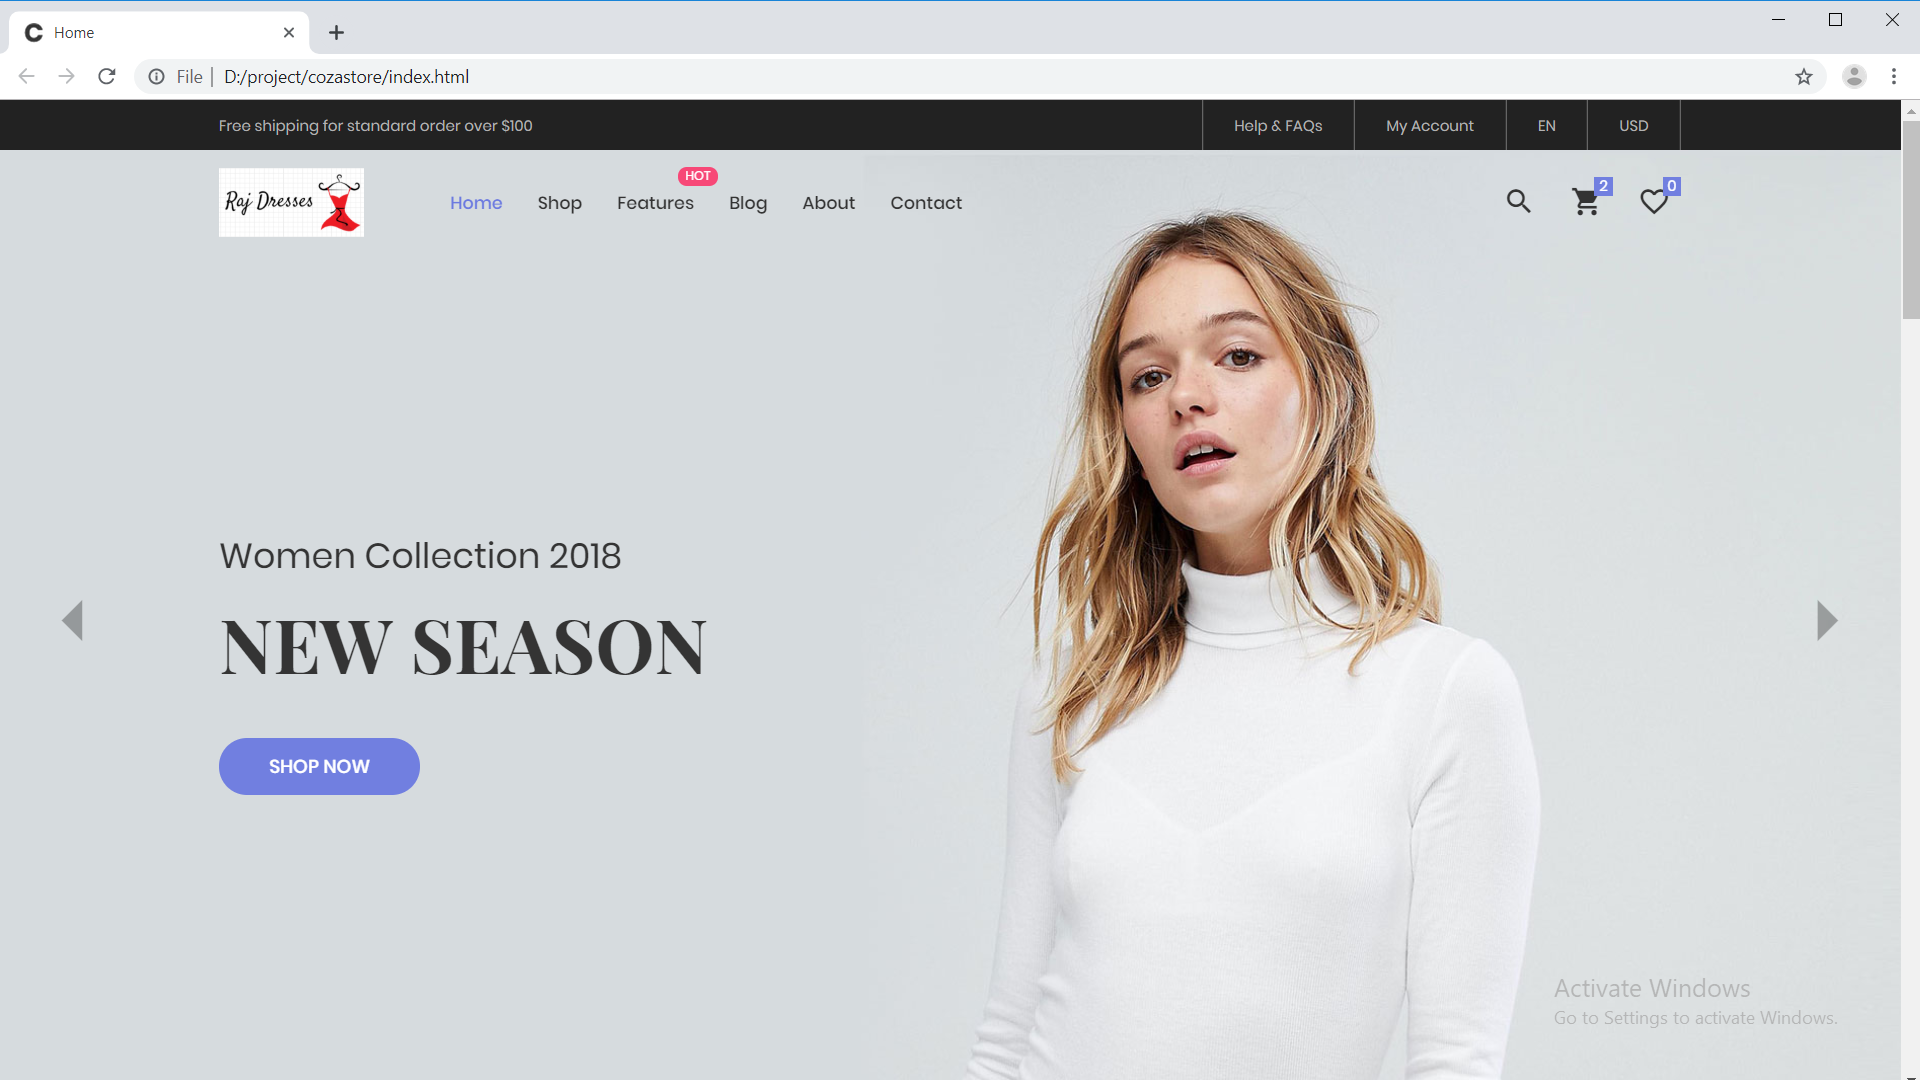 Home
File | D:/project/cozastore/index.html
Free shipping for standard order over $100
Help & FAQs
My Account
EN
USD
Raj Dresses
Home
Shop
Features
HOT
Blog
About
Contact
2
0
Women Collection 2018
NEW SEASON
SHOP NOW
Activate Windows
Go to Settings to activate Windows.